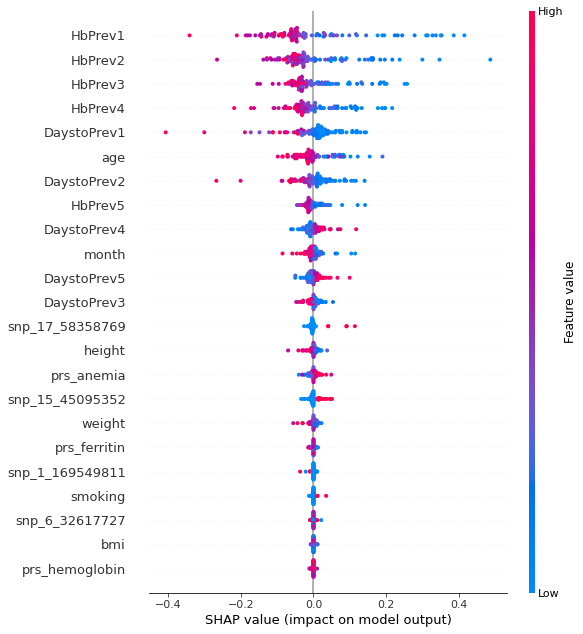 High
HbPrev1
HbPrev2
HbPrev3
HbPrev4
DaystoPrev1
age
DaystoPrev2
HbPrev5
DaystoPrev4
month
DaystoPrev5
DaystoPrev3
snp_17_58358769
height
prs_anemia
snp_15_45095352
weight
prs_ferritin
snp_1_169549811
smoking
snp_6_32617727
bmi
prs_hemoglobin
Feature value
Low
−0.4 −0.2 0.0 0.2 0.4
SHAP value (impact on model output)